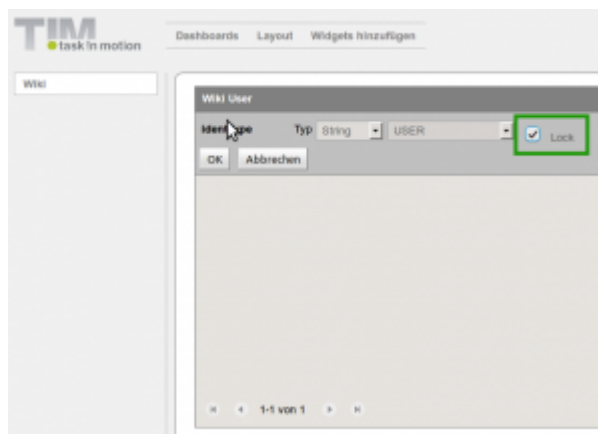 TIM
task in motion
Dashboards Layout Widgets hinzufügen
Wiki
Wiki User
Typ String USER Lock
OK Abbrechen
1-1 von 1